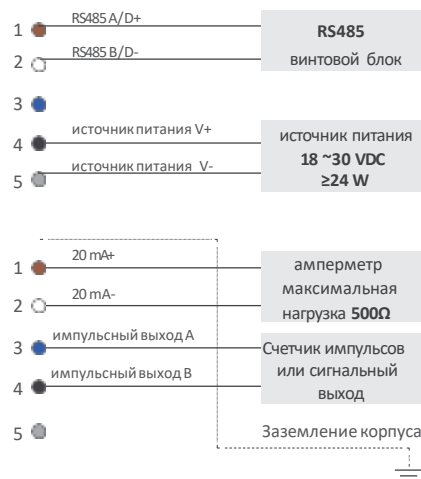 1 RS485 A/D+
RS485
2 RS485 B/D-
винтовой блок
3
4 источник питания V+
источник питания
18 ~30 VDC
5 источник питания V-
≥24 W
1 20 mA+
амперметр
максимальная
2 20 mA-
нагрузка 500Ω
3 импульсный выход A
Счетчик импульсов
или сигнальный
4 импульсный выход B
выход
5
Заземление корпуса